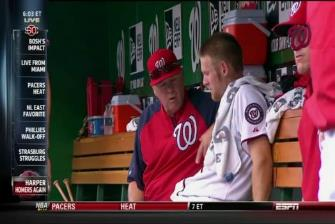 6:03 ET
LIVE
SC
BOSH'S
IMPACT
LIVE FROM
MIAMI
PACERS
HEAT
NL EAST
FAVORITE
PHILLIES
WALK-OFF
STRASBURG
STRUGGLES
HARPER
HOMERS AGAIN
W
W
PACERS HEAT 7 ET ESPN